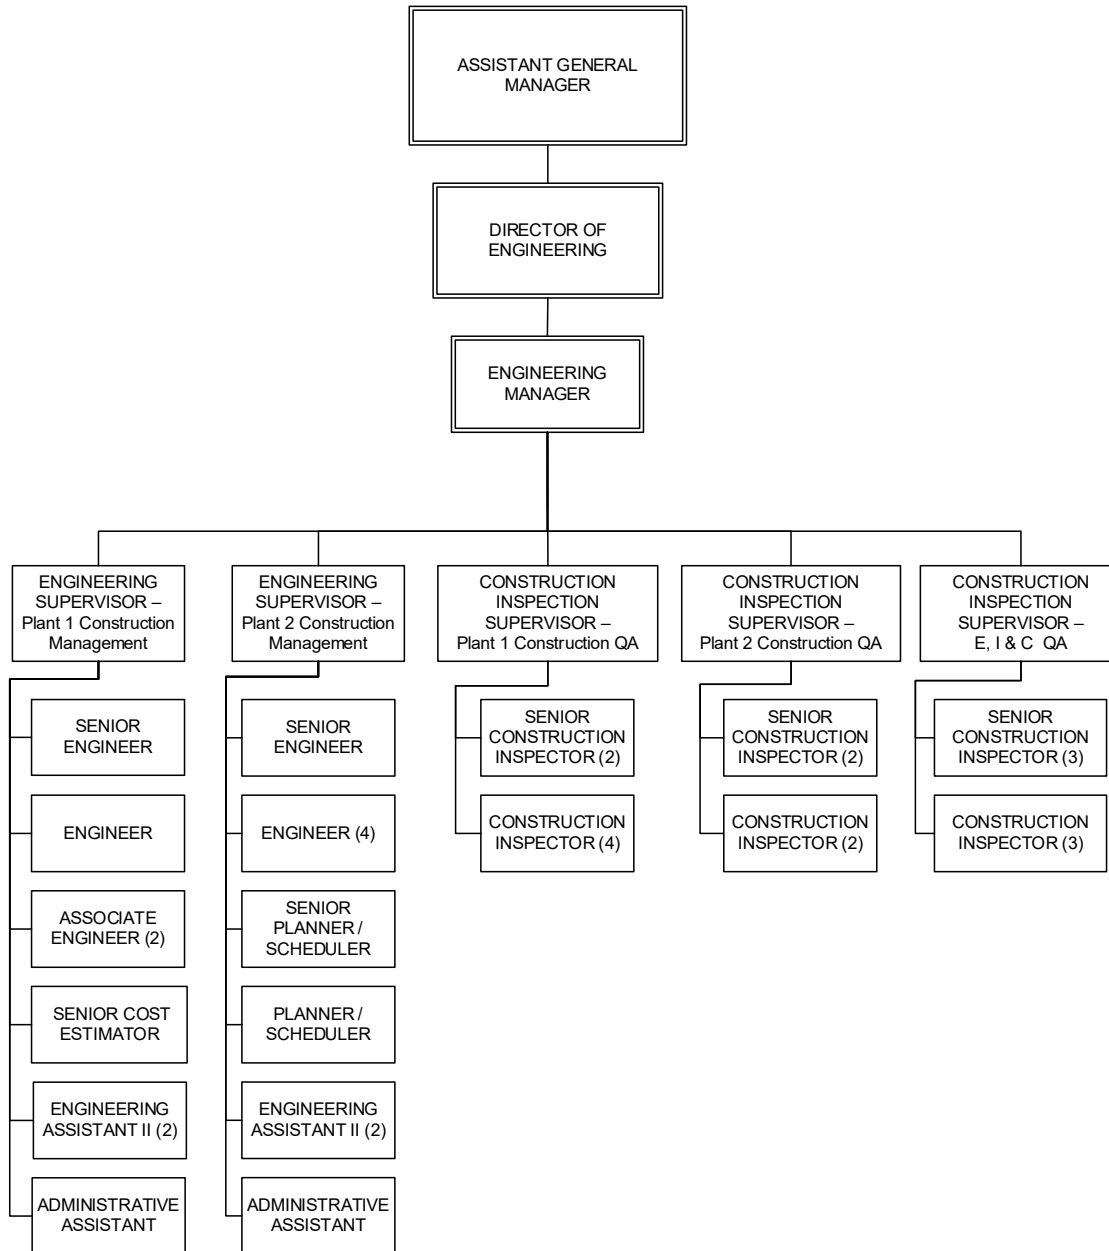 ASSISTANT GENERAL
MANAGER
DIRECTOR OF
ENGINEERING
ENGINEERING
MANAGER
ENGINEERING
SUPERVISOR –
Plant 1 Construction
Management
ENGINEERING
SUPERVISOR –
Plant 2 Construction
Management
CONSTRUCTION
INSPECTION
SUPERVISOR –
Plant 1 Construction QA
CONSTRUCTION
INSPECTION
SUPERVISOR –
Plant 2 Construction QA
CONSTRUCTION
INSPECTION
SUPERVISOR –
E, I & C QA
SENIOR
ENGINEER
SENIOR
ENGINEER
SENIOR
CONSTRUCTION
INSPECTOR (2)
SENIOR
CONSTRUCTION
INSPECTOR (2)
SENIOR
CONSTRUCTION
INSPECTOR (3)
ENGINEER
ENGINEER (4)
CONSTRUCTION
INSPECTOR (4)
CONSTRUCTION
INSPECTOR (2)
CONSTRUCTION
INSPECTOR (3)
ASSOCIATE
ENGINEER (2)
SENIOR
PLANNER /
SCHEDULER
SENIOR COST
ESTIMATOR
PLANNER /
SCHEDULER
ENGINEERING
ASSISTANT II (2)
ENGINEERING
ASSISTANT II (2)
ADMINISTRATIVE
ASSISTANT
ADMINISTRATIVE
ASSISTANT